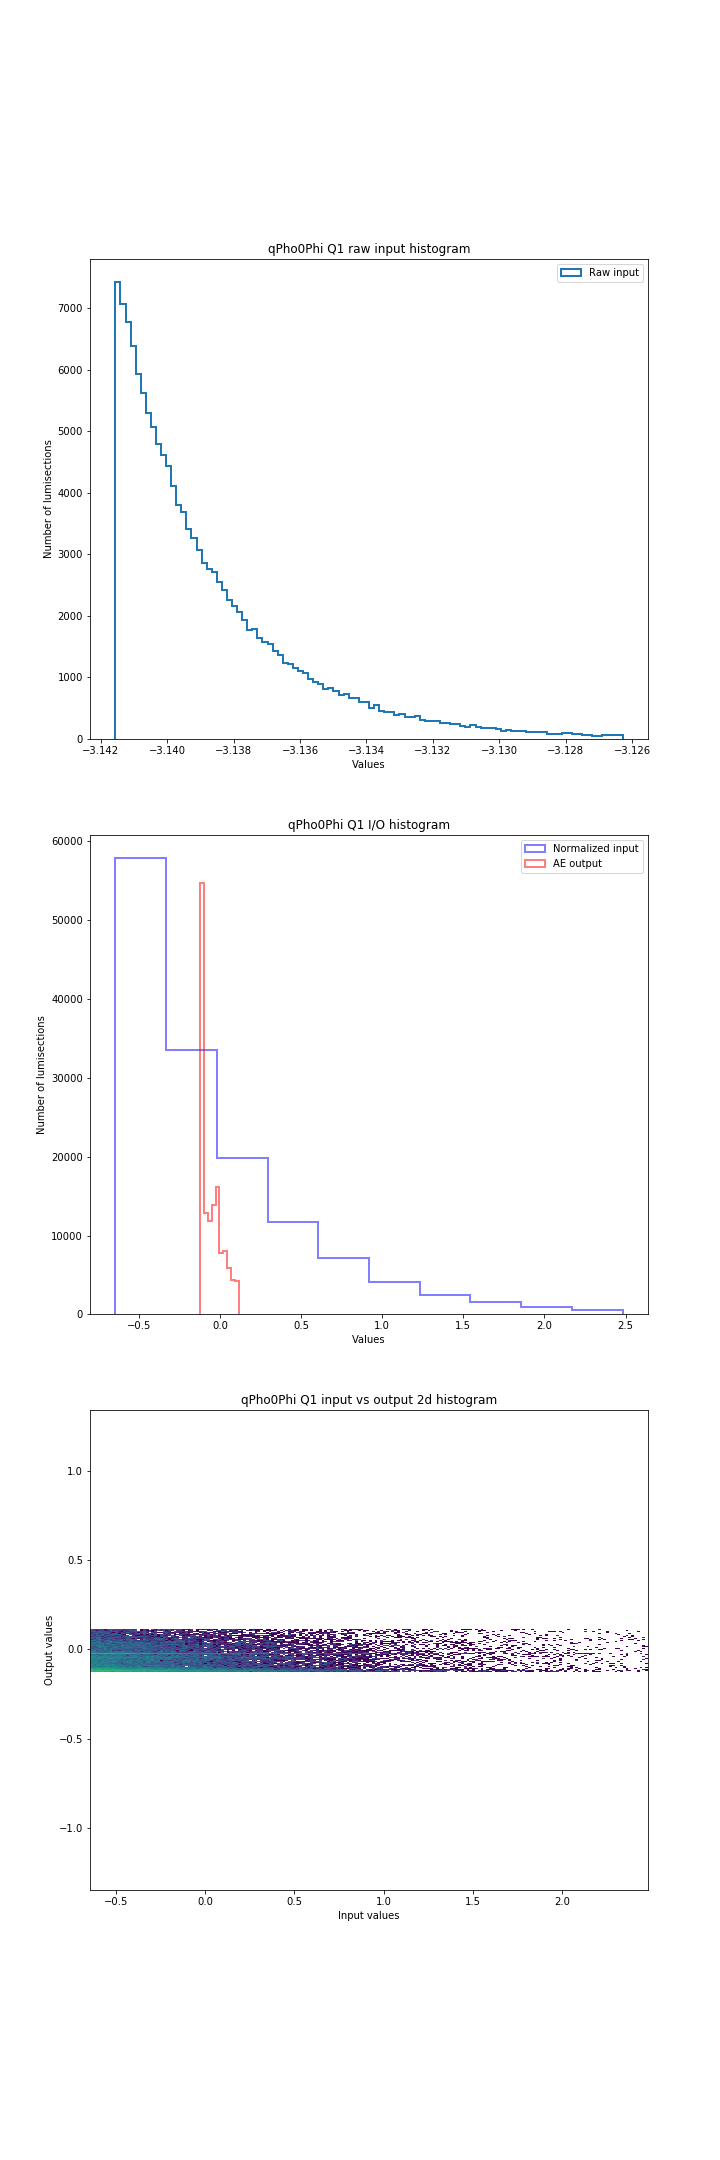 qPho0Phi Q1 raw input histogram
Raw input
7000
6000
5000
4000
3000
2000
1000
0
Number of lumisections
−3.142 −3.140 −3.138 −3.136 −3.134 −3.132 −3.130 −3.128 −3.126
Values
qPho0Phi Q1 I/O histogram
Normalized input
AE output
60000
50000
40000
30000
20000
10000
0
Number of lumisections
−0.5 0.0 0.5 1.0 1.5 2.0 2.5
Values
qPho0Phi Q1 input vs output 2d histogram
1.0
0.5
0.0
−0.5
−1.0
Output values
−0.5 0.0 0.5 1.0 1.5 2.0
Input values